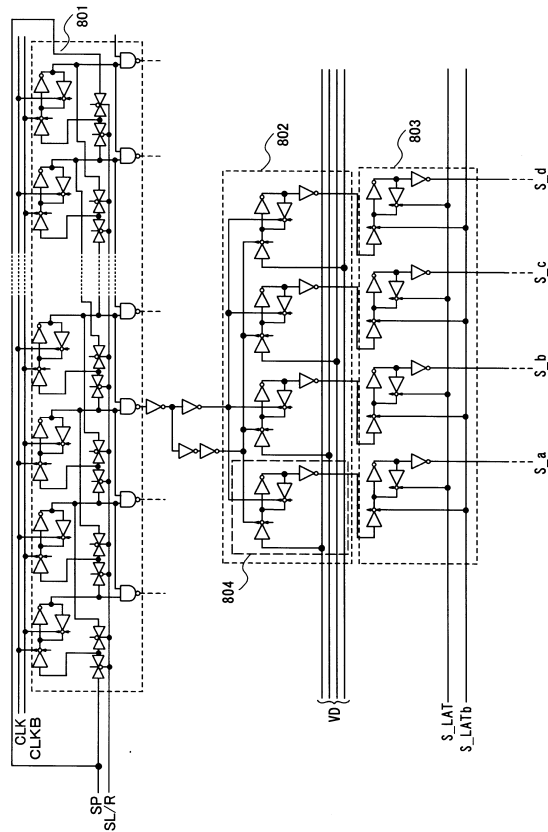 801
CLK
CLKB
SP
SL/R
802
804
VD
803
S_LAT
S_LATb
S_a
S_b
S_c
S_d